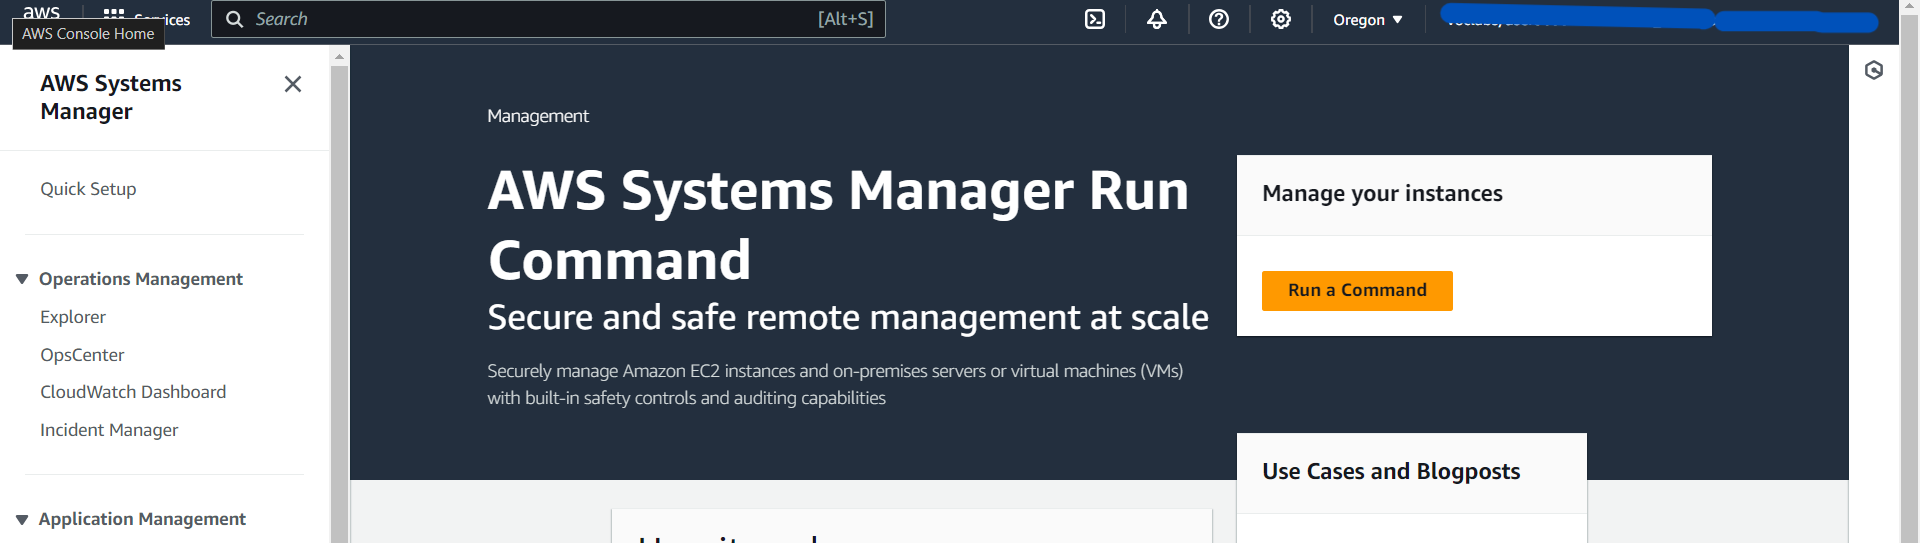 aws
Services
Search
[Alt+S]
Oregon
AWS Console Home
AWS Systems
Manager
Quick Setup
Operations Management
Explorer
OpsCenter
CloudWatch Dashboard
Incident Manager
Application Management
Management
AWS Systems Manager Run
Command
Secure and safe remote management at scale
Securely manage Amazon EC2 instances and on-premises servers or virtual machines (VMs)
with built-in safety controls and auditing capabilities
Manage your instances
Run a Command
Use Cases and Blogposts